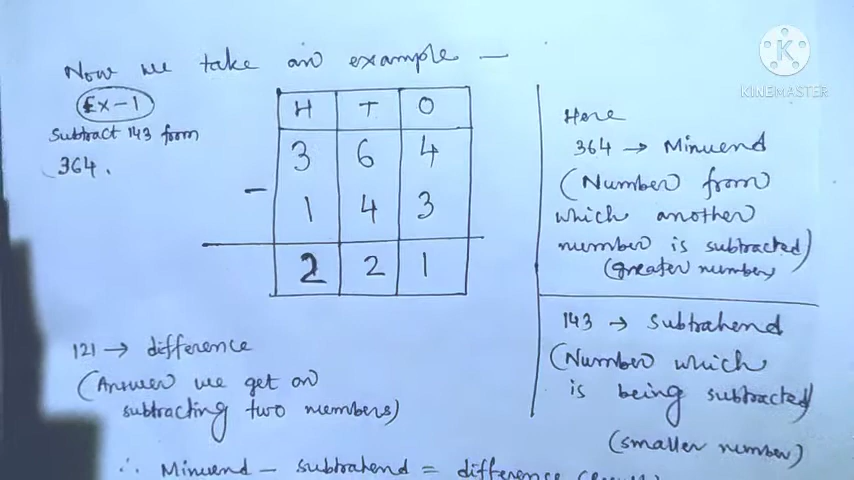 Now we take an example —
Ex-1
Subtract 143 from
364.
H T O
3 6 4
- 1 4 3
2 2 1
Here
364 → Minuend
(Number from
which another
number is subtracted)
(greater number)
143 → Subtrahend
(Number which
is being subtracted)
(smaller number)
121 → difference
(Answer we get on
subtracting two numbers)
∴ Minuend - subtrahend = difference
K
KINEMASTER